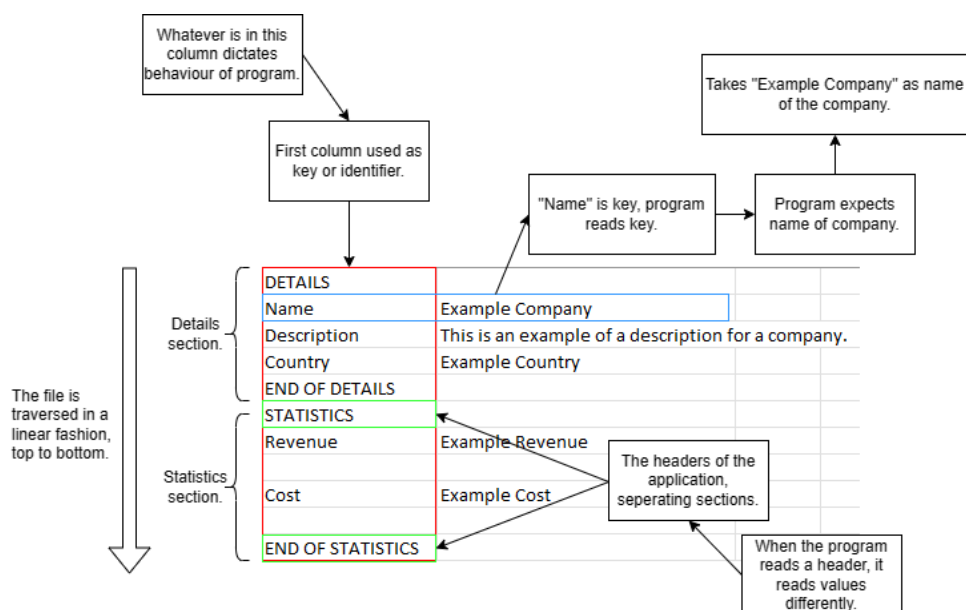 Whatever is in this
column dictates
behaviour of program.
Takes "Example Company" as name
of the company.
First column used as
key or identifier.
"Name" is key, program
reads key.
Program expects
name of company.
DETAILS
Name Example Company
Description This is an example of a description for a company.
Country Example Country
END OF DETAILS
Details
section.
STATISTICS
Revenue Example Revenue
Cost Example Cost
END OF STATISTICS
Statistics
section.
The file is
traversed in a
linear fashion,
top to bottom.
The headers of the
application,
seperating sections.
When the program
reads a header, it
reads values
differently.